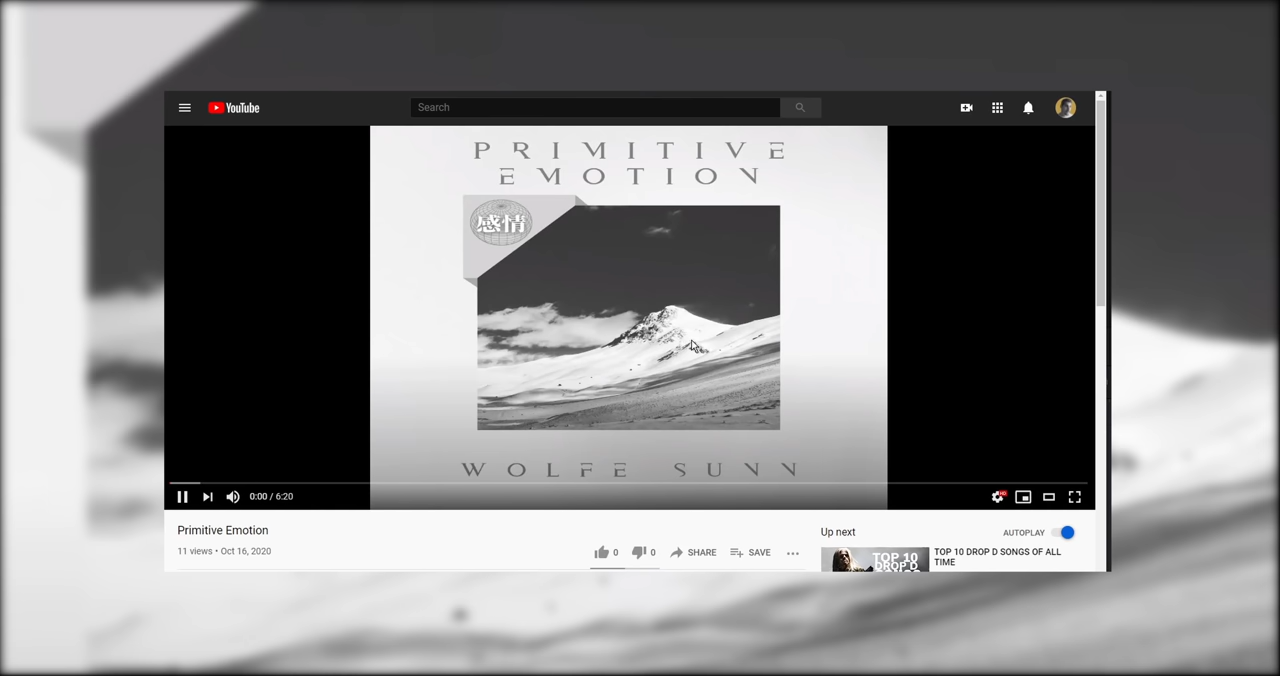 YouTube
Search
PRIMITIVE
EMOTION
感情
WOLFE SUNN
0:00 / 6:20
HD
Primitive Emotion
11 views • Oct 16, 2020
0
0
SHARE
SAVE
Up next
AUTOPLAY
TOP 10
DROP D
TOP 10 DROP D SONGS OF ALL
TIME